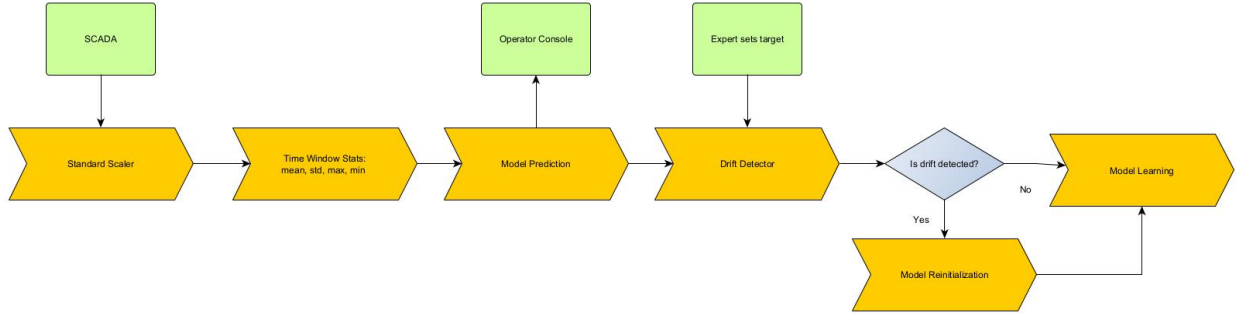 SCADA
Operator Console
Expert sets target
Standard Scaler
Time Window Stats:
mean, std, max, min
Model Prediction
Drift Detector
Is drift detected?
No
Model Learning
Yes
Model Reinitialization